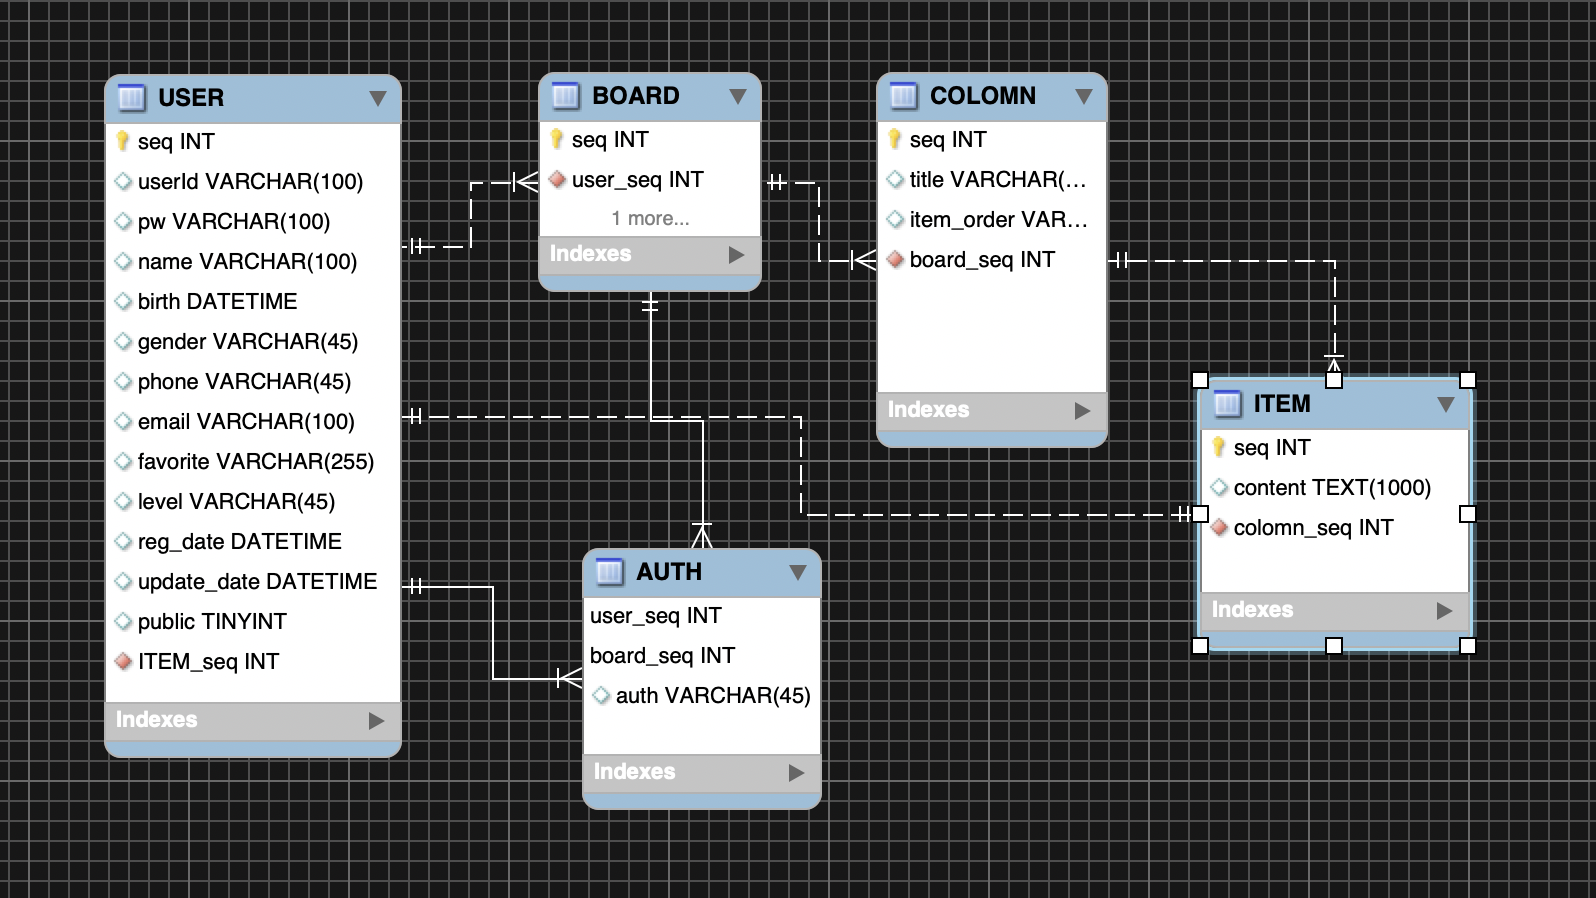 USER
seq INT
userId VARCHAR(100)
pw VARCHAR(100)
name VARCHAR(100)
birth DATETIME
gender VARCHAR(45)
phone VARCHAR(45)
email VARCHAR(100)
favorite VARCHAR(255)
level VARCHAR(45)
reg_date DATETIME
update_date DATETIME
public TINYINT
ITEM_seq INT
Indexes
BOARD
seq INT
user_seq INT
1 more...
Indexes
COLOMN
seq INT
title VARCHAR(...
item_order VAR...
board_seq INT
Indexes
AUTH
user_seq INT
board_seq INT
auth VARCHAR(45)
Indexes
ITEM
seq INT
content TEXT(1000)
colomn_seq INT
Indexes